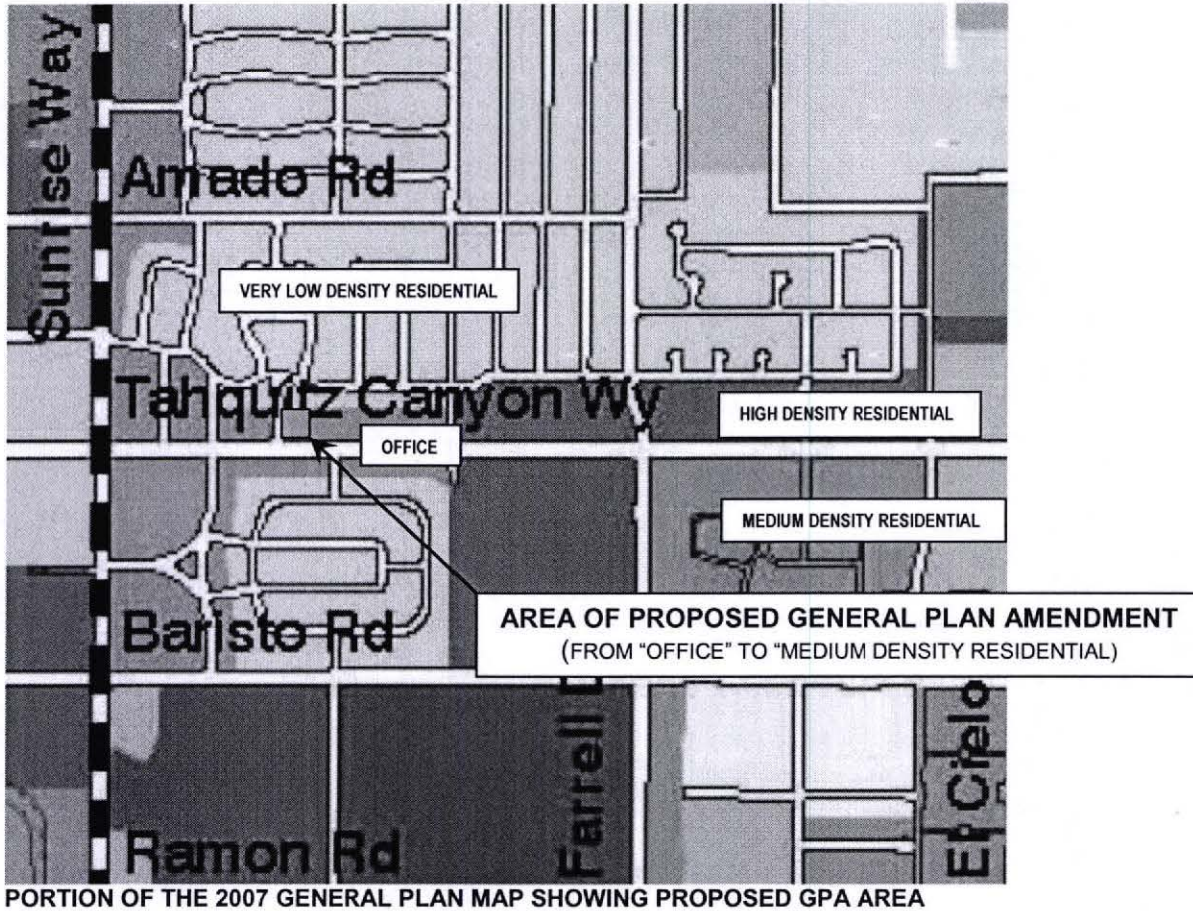 Sunrise Way
Amado Rd
VERY LOW DENSITY RESIDENTIAL
Tahquitz Canyon Wy
HIGH DENSITY RESIDENTIAL
OFFICE
MEDIUM DENSITY RESIDENTIAL
AREA OF PROPOSED GENERAL PLAN AMENDMENT
(FROM "OFFICE" TO "MEDIUM DENSITY RESIDENTIAL)
Baristo Rd
Farrell
El Cielo
Ramon Rd
PORTION OF THE 2007 GENERAL PLAN MAP SHOWING PROPOSED GPA AREA